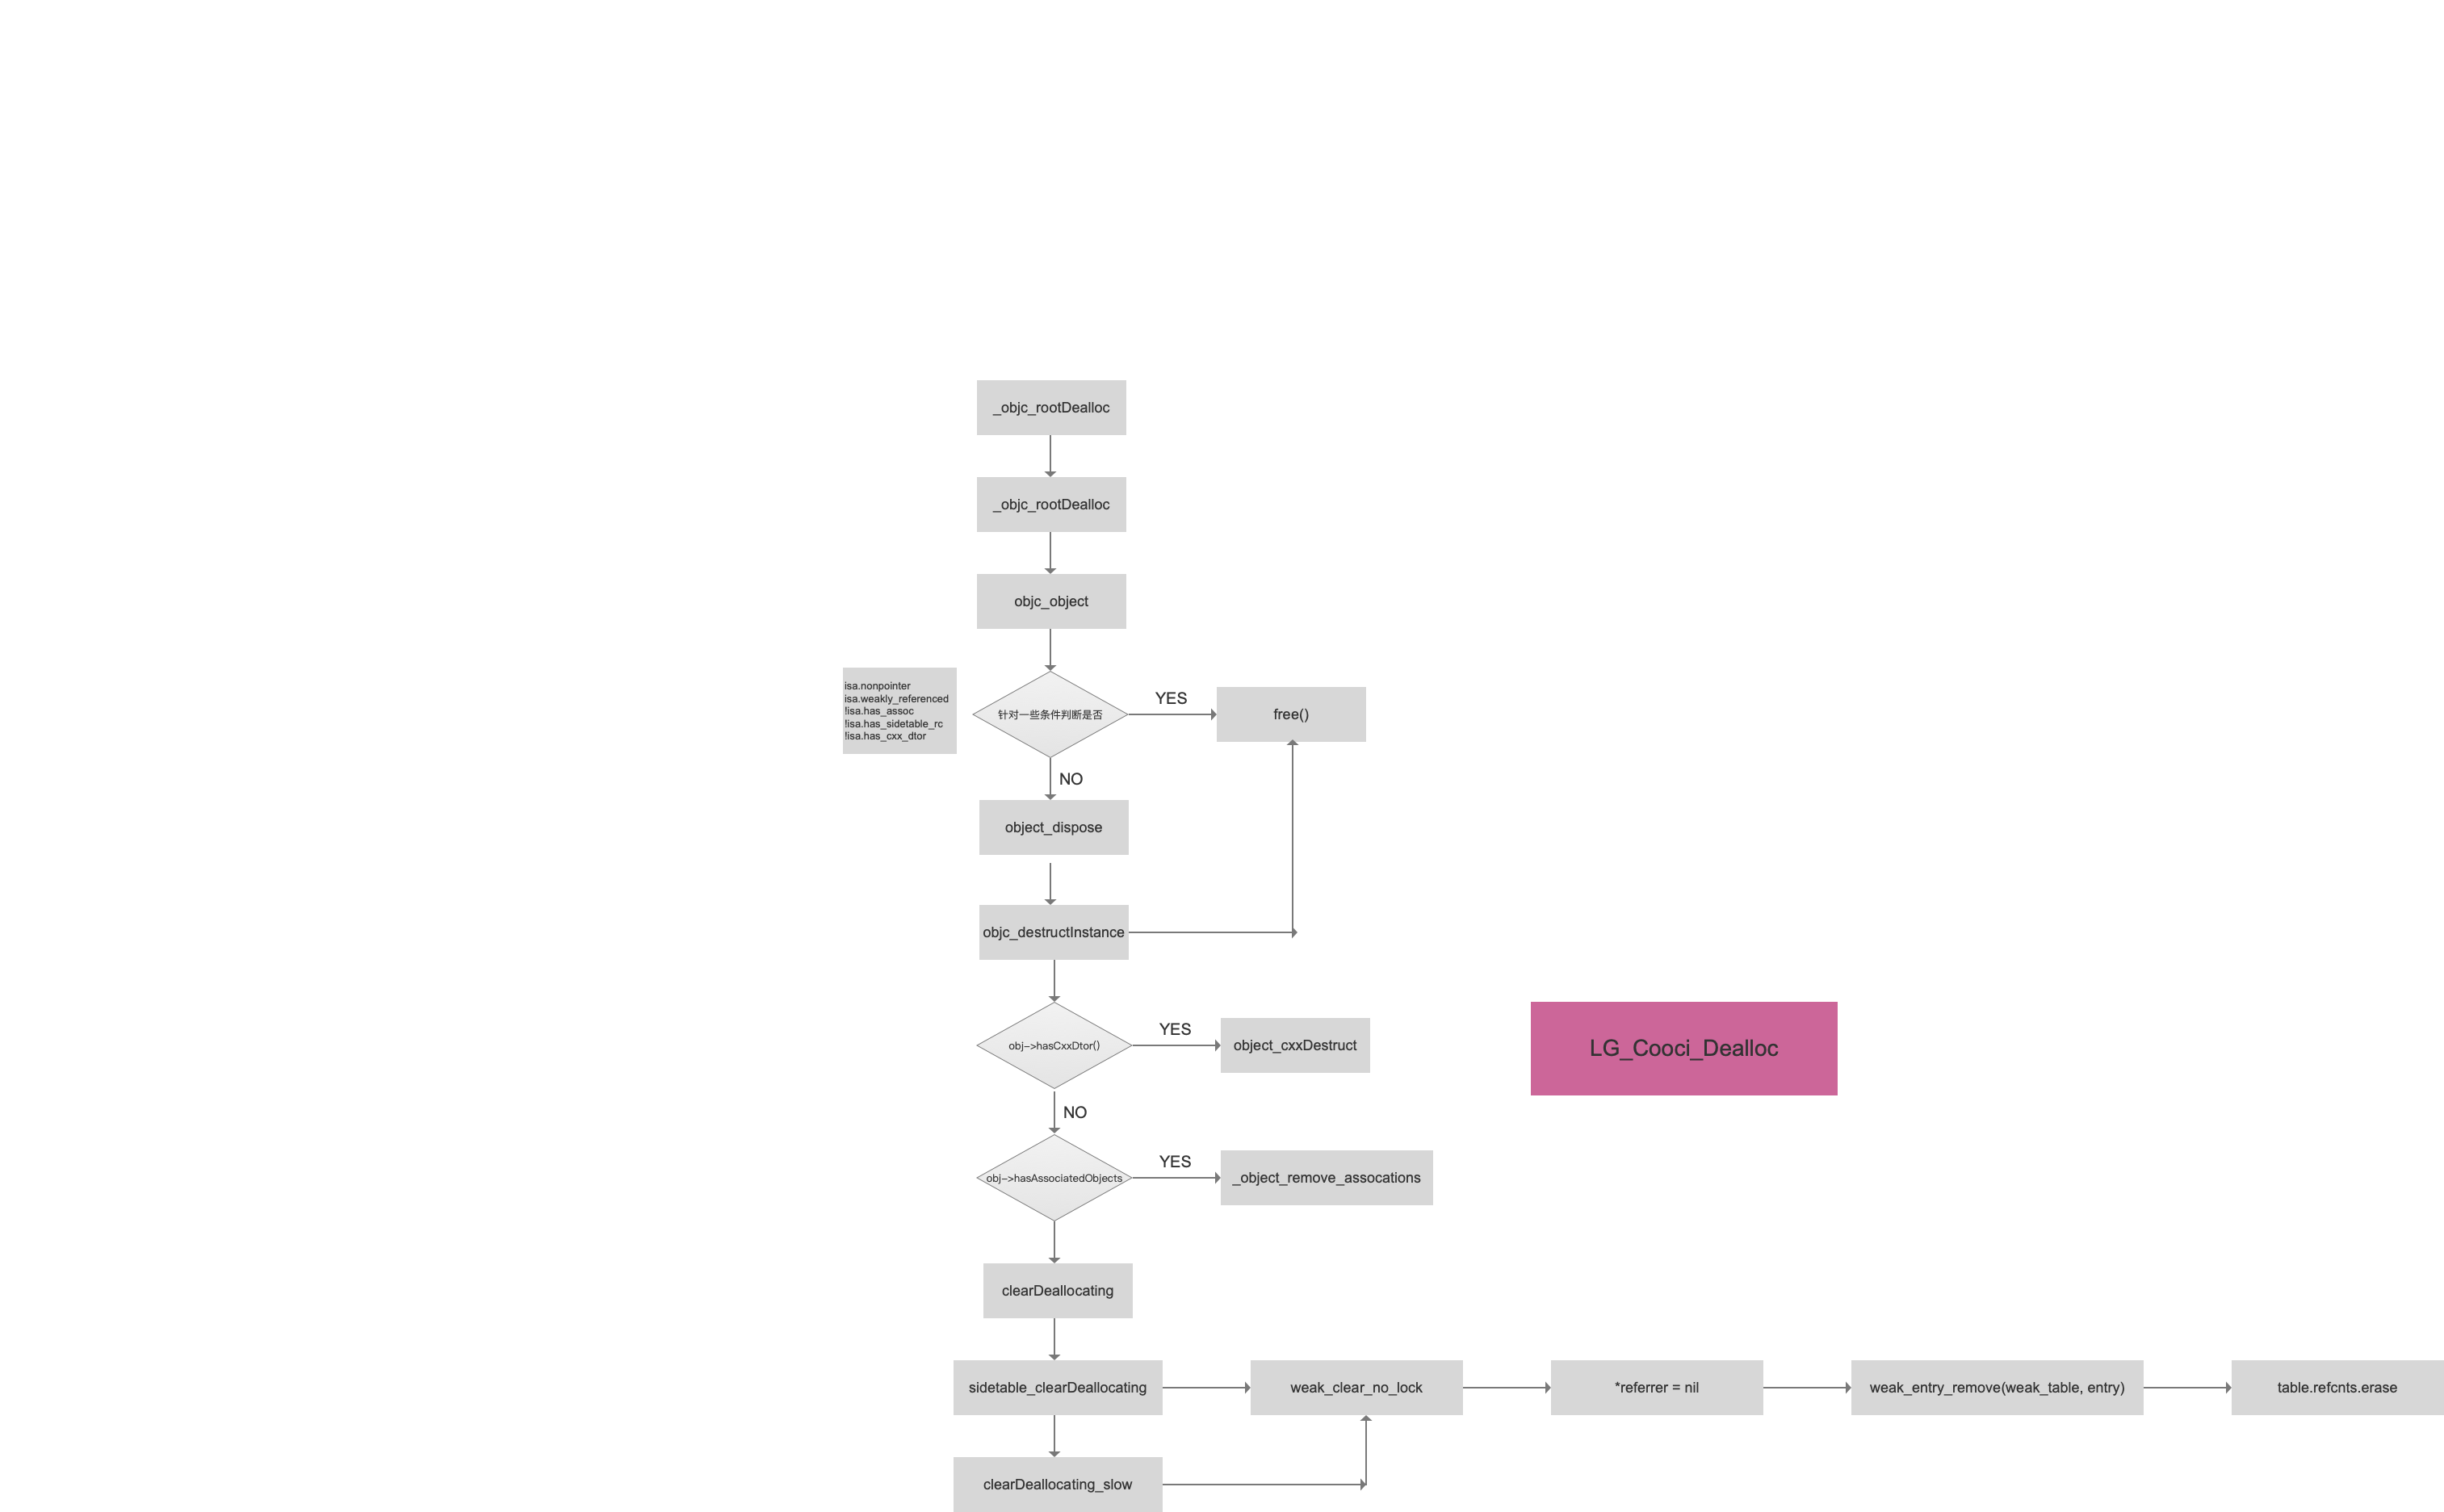 _objc_rootDealloc
_objc_rootDealloc
objc_object
isa.nonpointer
isa.weakly_referenced
!isa.has_assoc
!isa.has_sidetable_rc
!isa.has_cxx_dtor
针对一些条件判断是否
YES
free()
NO
object_dispose
objc_destructInstance
obj->hasCxxDtor()
YES
object_cxxDestruct
LG_Cooci_Dealloc
NO
obj->hasAssociatedObjects
YES
_object_remove_assocations
clearDeallocating
sidetable_clearDeallocating
weak_clear_no_lock
*referrer = nil
weak_entry_remove(weak_table, entry)
table.refcnts.erase
clearDeallocating_slow